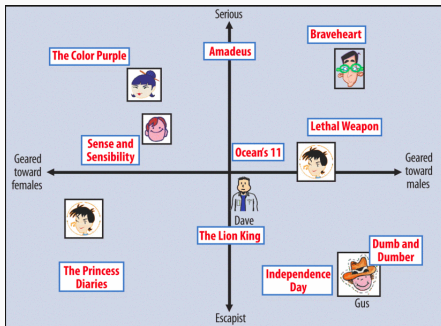 Serious
Braveheart
Amadeus
The Color Purple
Lethal Weapon
Sense and
Sensibility
Ocean's 11
Geared
toward
females
Geared
toward
males
Dave
The Lion King
Dumb and
Dumber
The Princess
Diaries
Independence
Day
Gus
Escapist